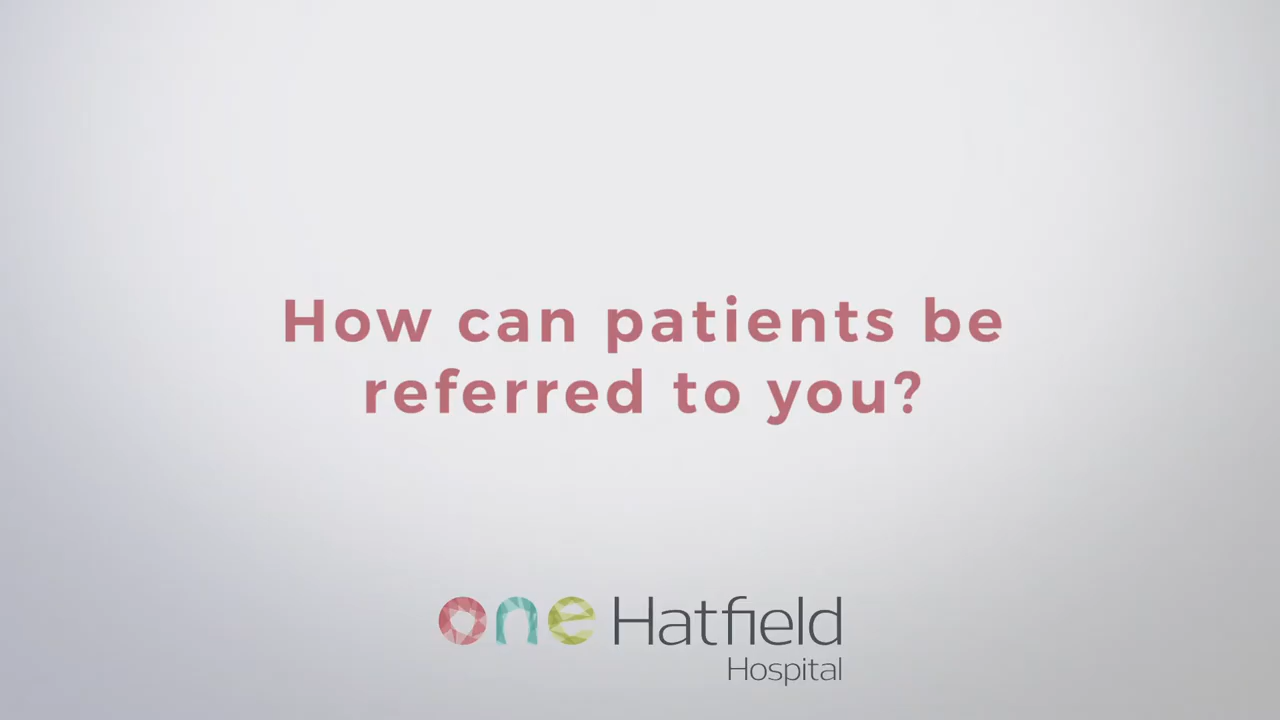 How can patients be
referred to you?
one Hatfield
Hospital